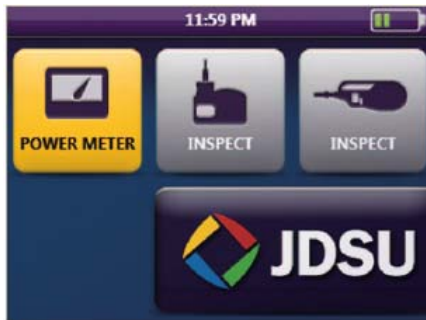 11:59 PM
POWER METER
INSPECT
INSPECT
JDSU